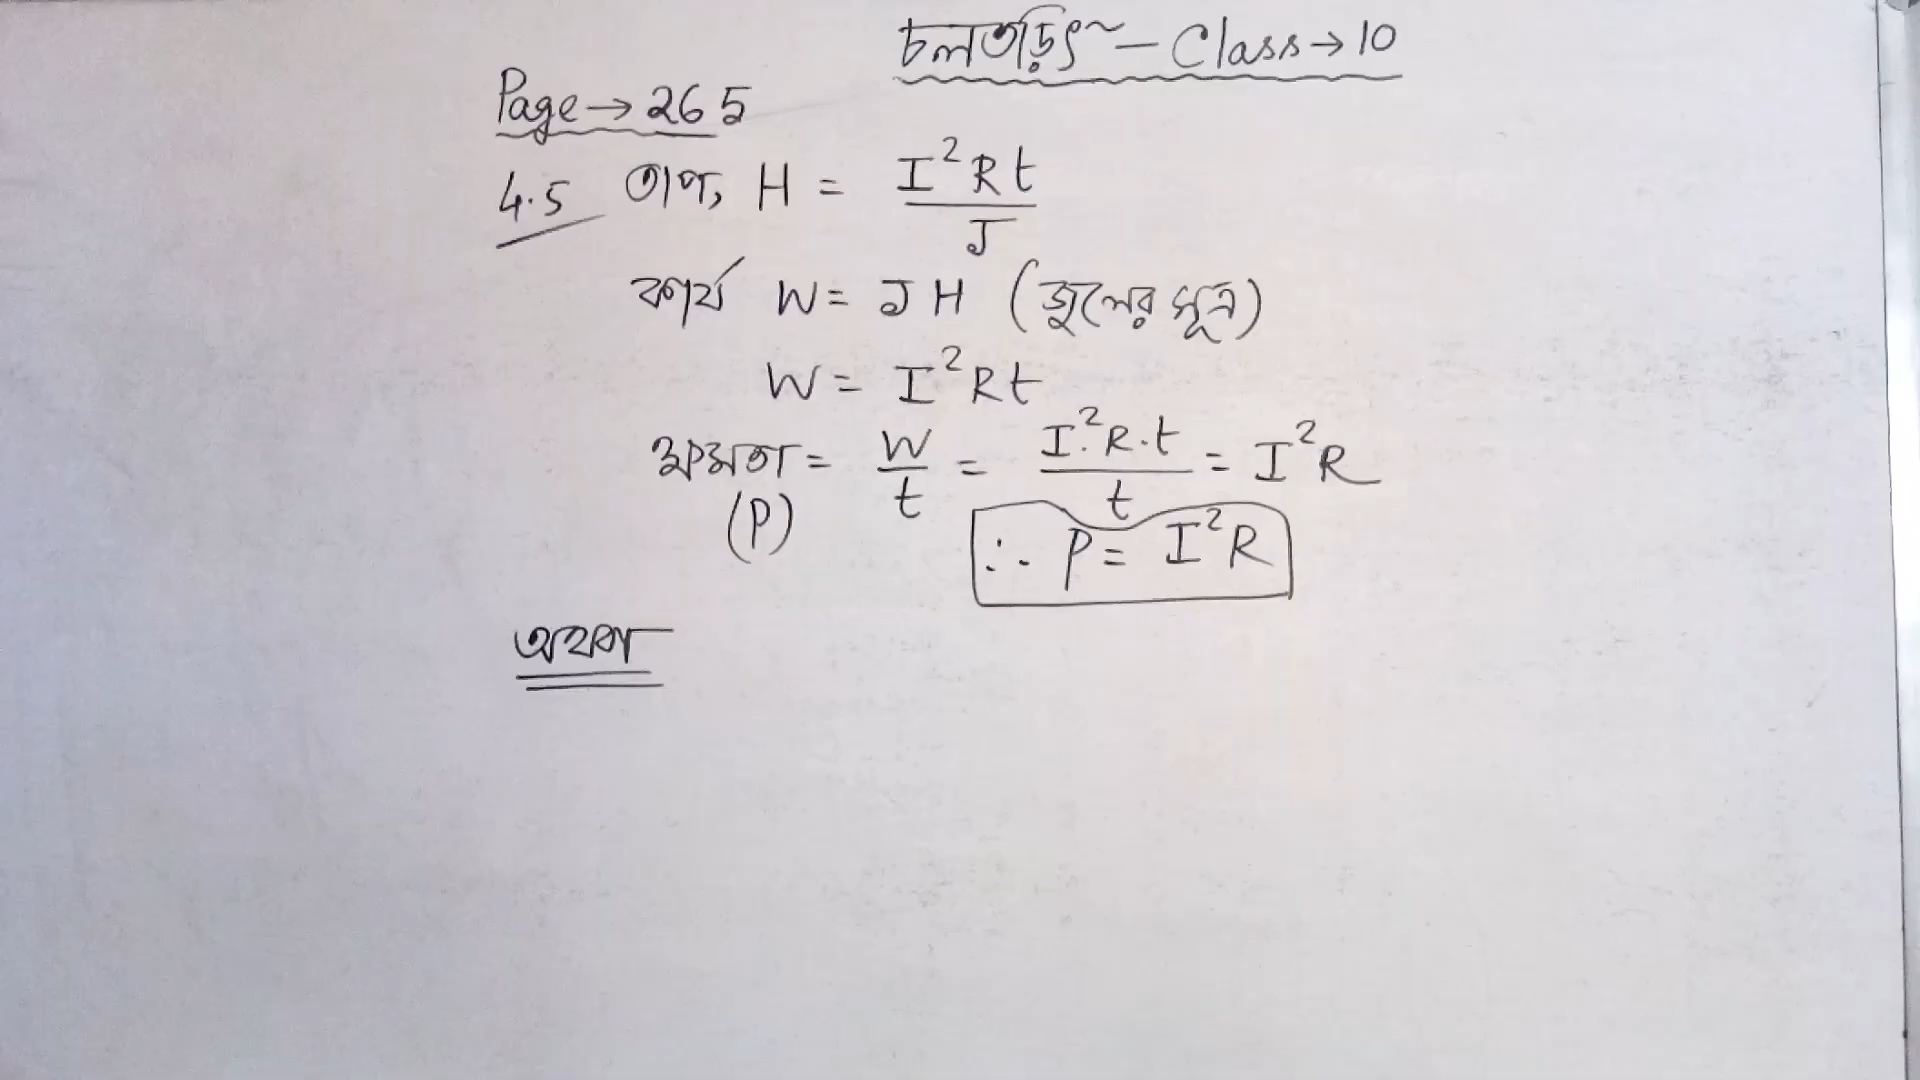 চলতড়িৎ – Class → 10
Page → 265
4.5 তাপ, H = I²Rt / J
কার্য W = JH (জুলের সূত্র)
W = I²Rt
ক্ষমতা (P) = W/t = I².R.t / t = I²R
∴ P = I²R
অথবা